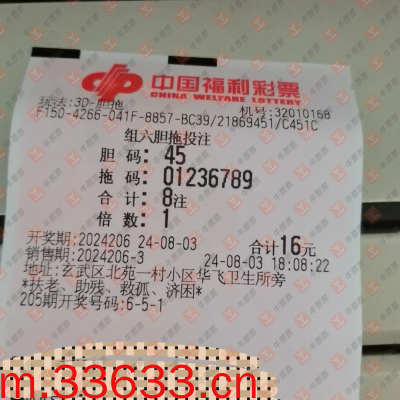 中国福利彩票
CHINA WELFARE LOTTERY
玩法:3D-胆拖 机号:32010168
F150-4266-041F-8857-BC39/21869451/C451C
组六胆拖投注
胆 码: 45
拖 码: 01236789
合 计: 8注
倍 数: 1
开奖期:2024206 24-08-03 合计16元
销售期:2024206-3 24-08-03 18:08:22
地址:玄武区北苑一村小区华飞卫生所旁
*扶老、助残、救孤、济困*
205期开奖号码:6-5-1
m.33633.cn